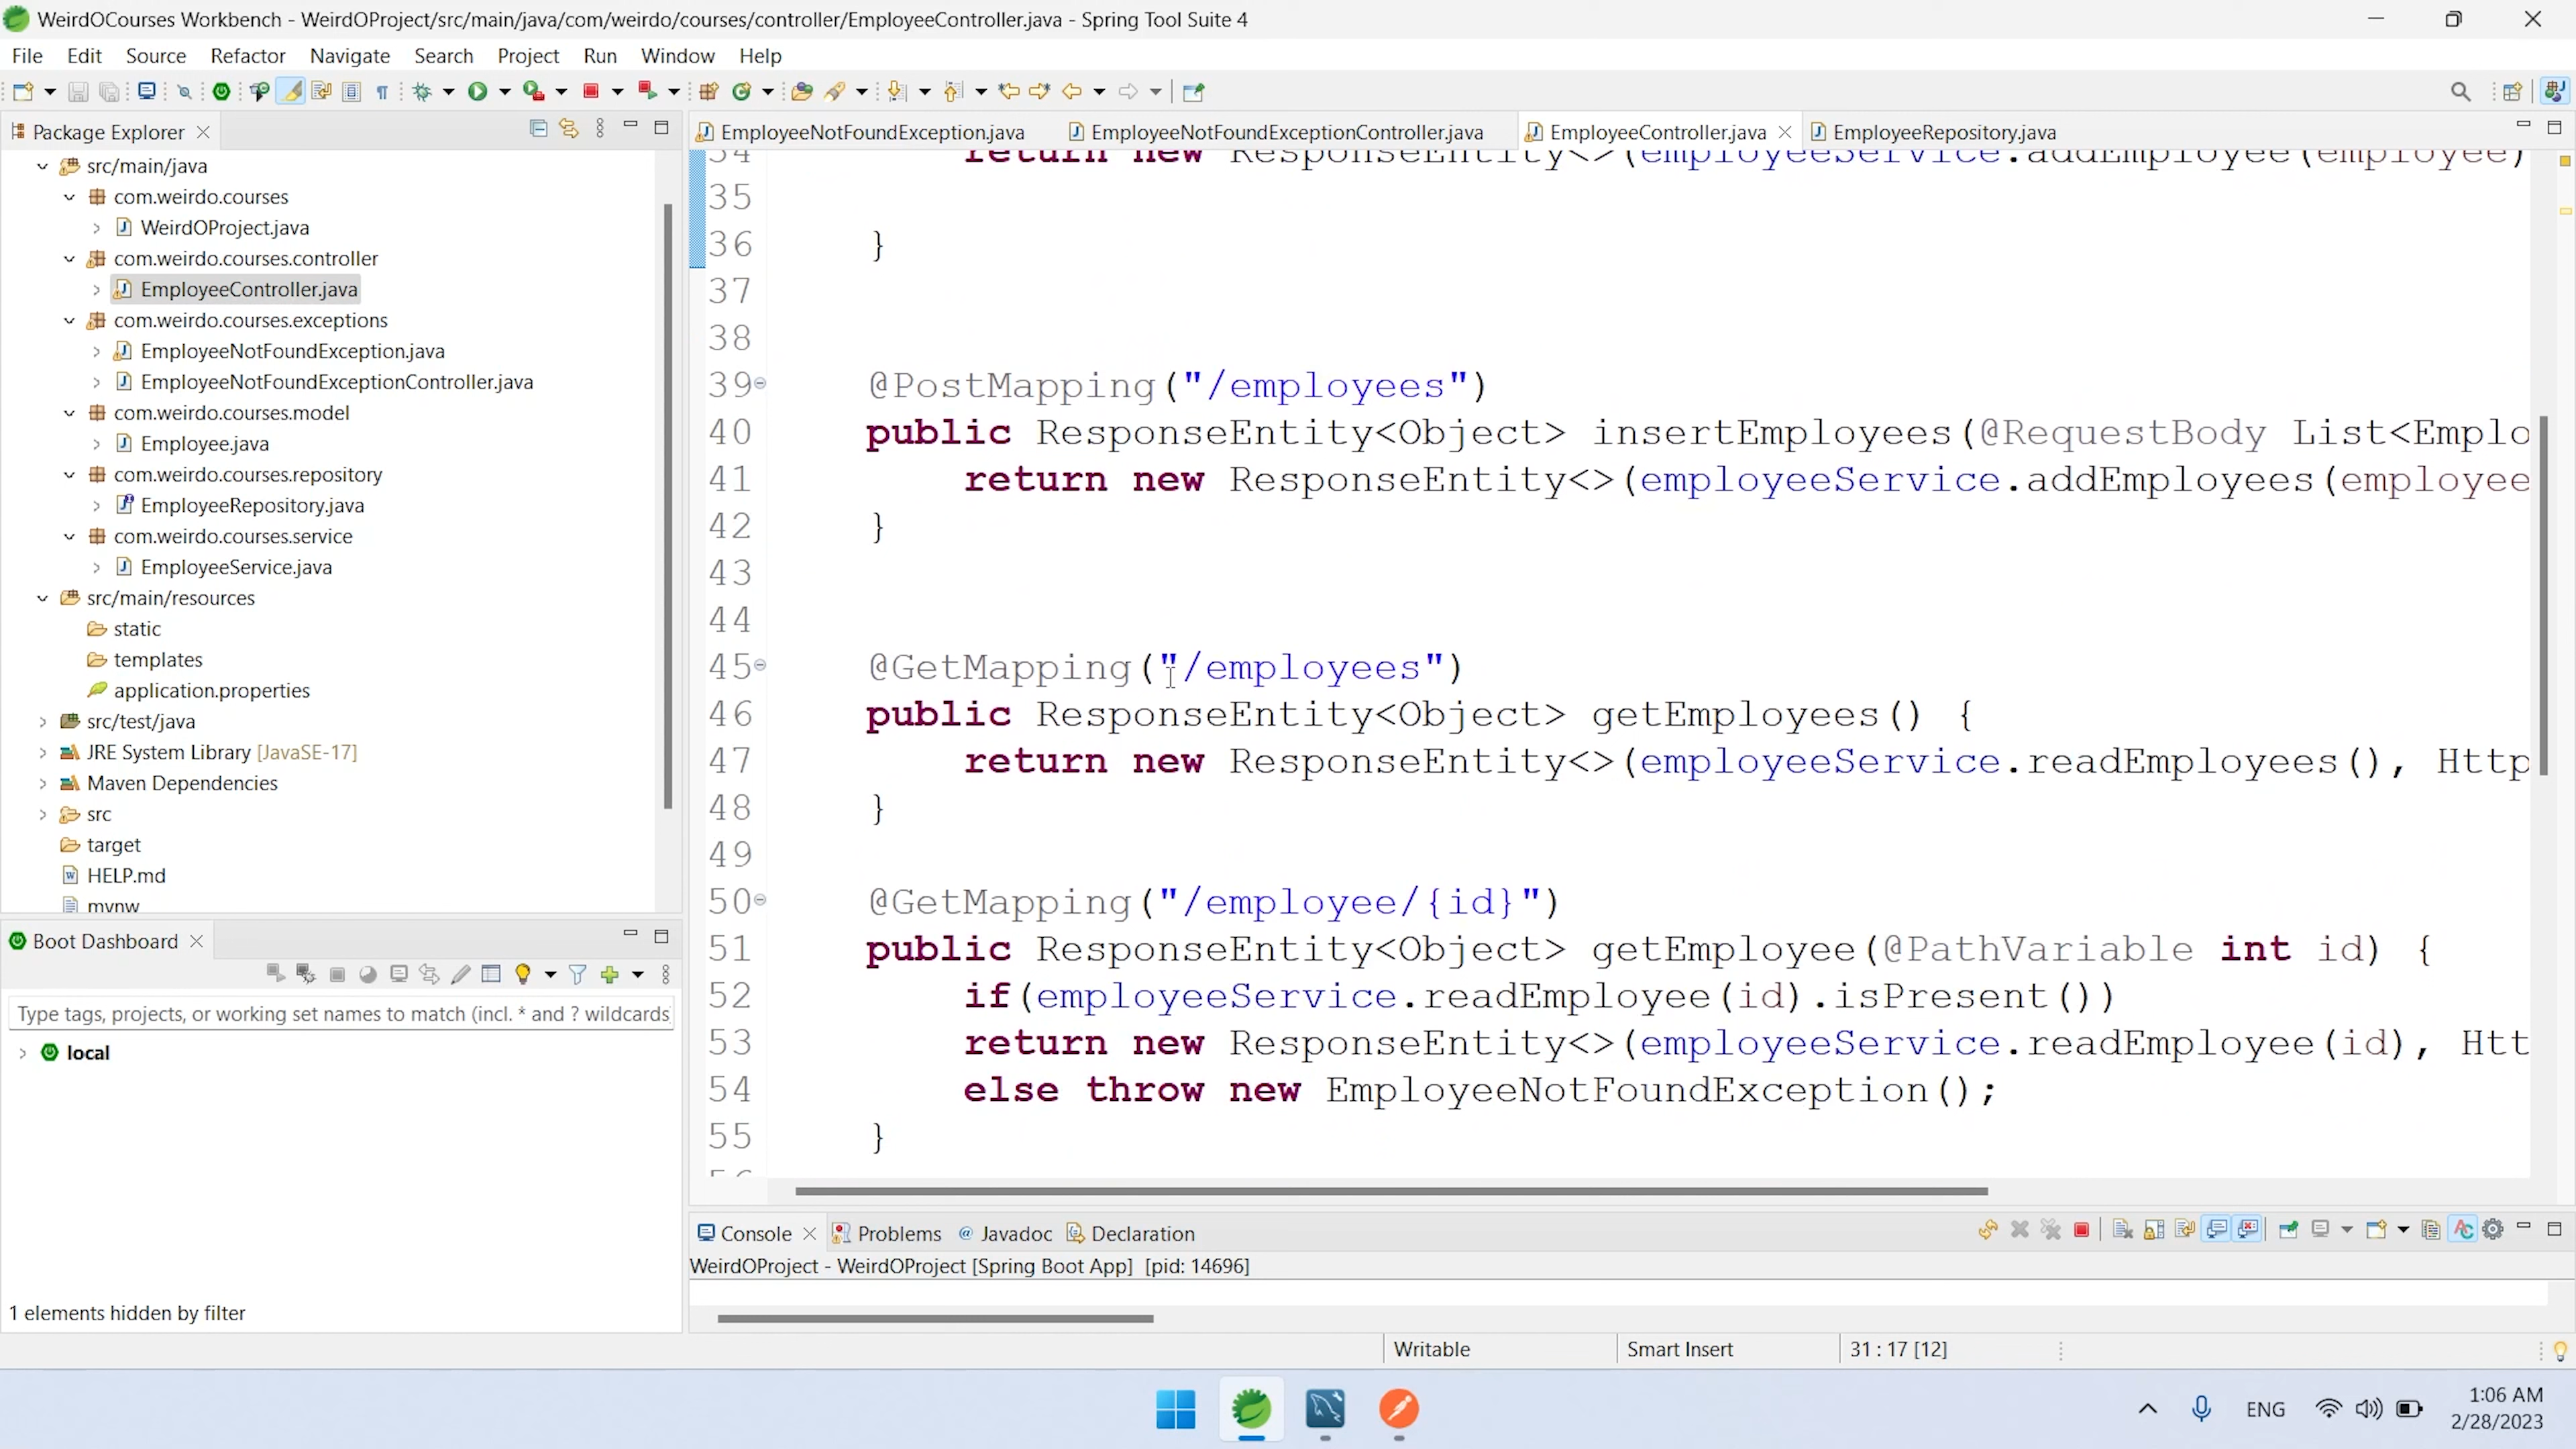 WeirdOCourses Workbench - WeirdOProject/src/main/java/com/weirdo/courses/controller/EmployeeController.java - Spring Tool Suite 4
File Edit Source Refactor Navigate Search Project Run Window Help
Package Explorer
src/main/java
com.weirdo.courses
WeirdOProject.java
com.weirdo.courses.controller
EmployeeController.java
com.weirdo.courses.exceptions
EmployeeNotFoundException.java
EmployeeNotFoundExceptionController.java
com.weirdo.courses.model
Employee.java
com.weirdo.courses.repository
EmployeeRepository.java
com.weirdo.courses.service
EmployeeService.java
src/main/resources
static
templates
application.properties
src/test/java
JRE System Library [JavaSE-17]
Maven Dependencies
src
target
HELP.md
mvnw
Boot Dashboard
Type tags, projects, or working set names to match (incl. * and ? wildcards
local
1 elements hidden by filter
EmployeeNotFoundException.java EmployeeNotFoundExceptionController.java EmployeeController.java EmployeeRepository.java
34 return new ResponseEntity<>(employeeService.addEmployee(employee)
35
36 }
37
38
39 @PostMapping("/employees")
40 public ResponseEntity<Object> insertEmployees(@RequestBody List<Emplo
41 return new ResponseEntity<>(employeeService.addEmployees(employee
42 }
43
44
45 @GetMapping("/employees")
46 public ResponseEntity<Object> getEmployees() {
47 return new ResponseEntity<>(employeeService.readEmployees(), Http
48 }
49
50 @GetMapping("/employee/{id}")
51 public ResponseEntity<Object> getEmployee(@PathVariable int id) {
52 if(employeeService.readEmployee(id).isPresent())
53 return new ResponseEntity<>(employeeService.readEmployee(id), Htt
54 else throw new EmployeeNotFoundException();
55 }
Console Problems Javadoc Declaration
WeirdOProject - WeirdOProject [Spring Boot App] [pid: 14696]
Writable Smart Insert 31 : 17 [12]
ENG 1:06 AM
2/28/2023